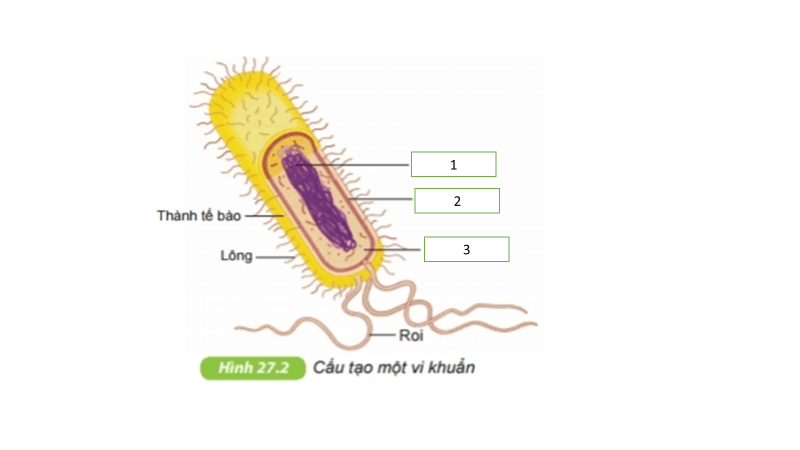 1
2
Thành tế bào
3
Lông
Roi
Hình 27.2 Cấu tạo một vi khuẩn